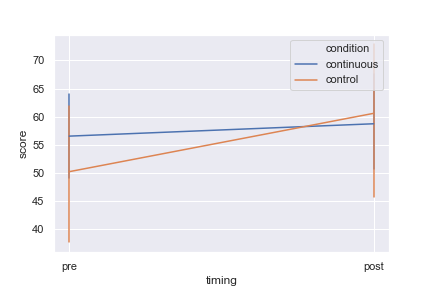 condition
continuous
control
score
70
65
60
55
50
45
40
pre
post
timing